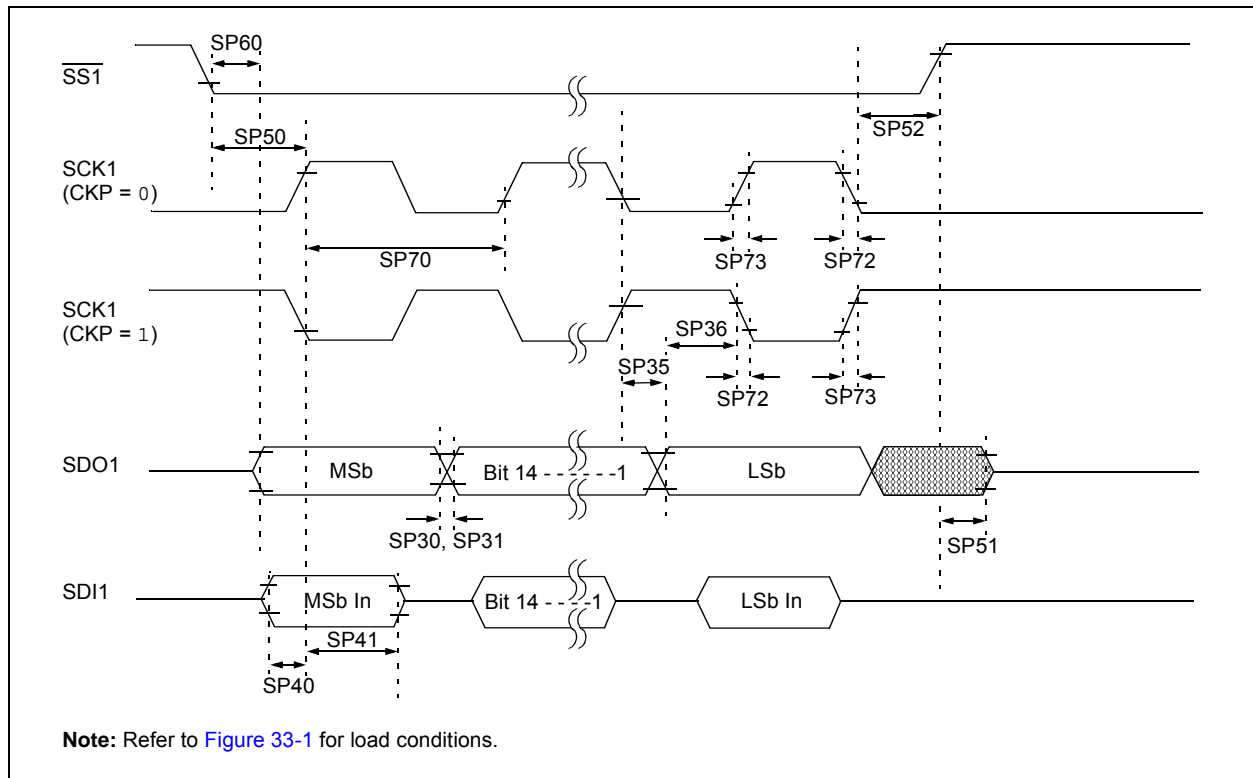 SP60
SS1
SP50
SP52
SCK1
(CKP = 0)
SP70
SP73
SP72
SCK1
(CKP = 1)
SP36
SP35
SP72
SP73
SDO1
MSb
Bit 14 - - - - - -1
LSb
SP30, SP31
SP51
SDI1
MSb In
Bit 14 - - - -1
LSb In
SP41
SP40
Note: Refer to Figure 33-1 for load conditions.